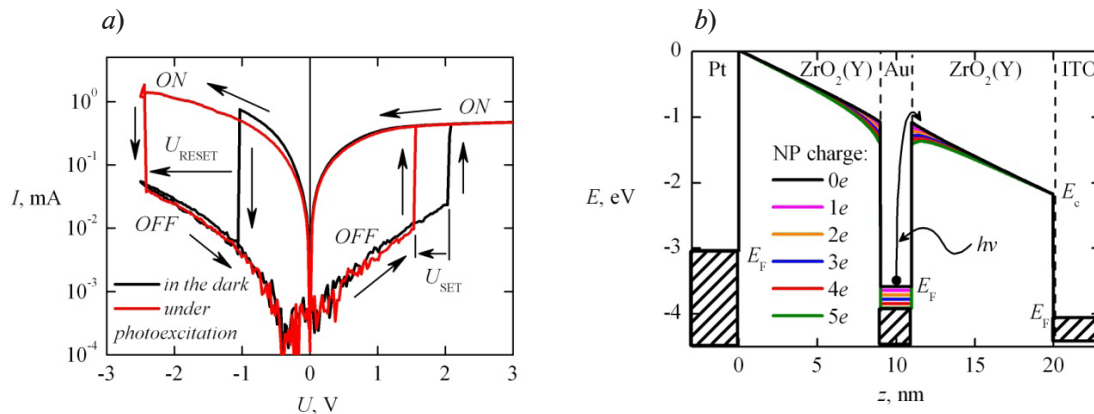 a)
ON
ON
U_RESET
I, mA
OFF
OFF
U_SET
in the dark
under
photoexcitation
10^0
10^-1
10^-2
10^-3
10^-4
-3 -2 -1 0 1 2 3
U, V
b)
Pt ZrO₂(Y) Au ZrO₂(Y) ITO
NP charge:
0e
1e
2e
3e
4e
5e
E_c
hν
E_F
E_F
E_F
E, eV
0
-1
-2
-3
-4
0 5 10 15 20
z, nm